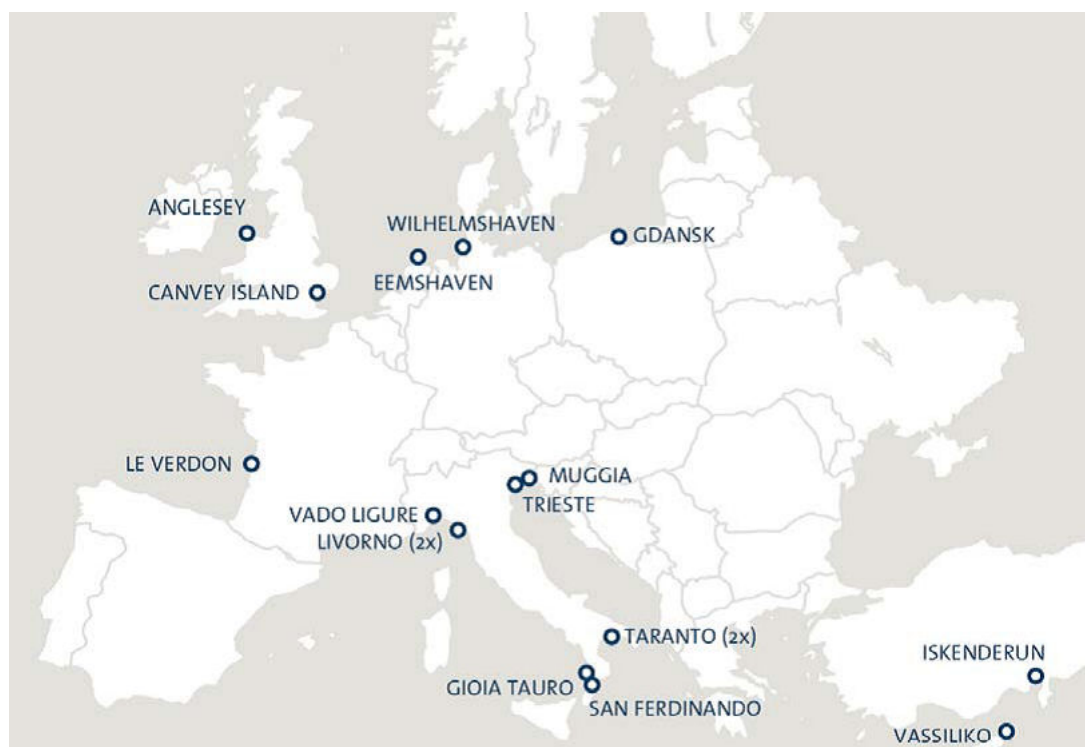 ANGLESEY
WILHELMSHAVEN
GDANSK
EEMSHAVEN
CANVEY ISLAND
LE VERDON
MUGGIA
TRIESTE
VADO LIGURE
LIVORNO (2x)
TARANTO (2x)
ISKENDERUN
GIOIA TAURO
SAN FERDINANDO
VASSILIKO